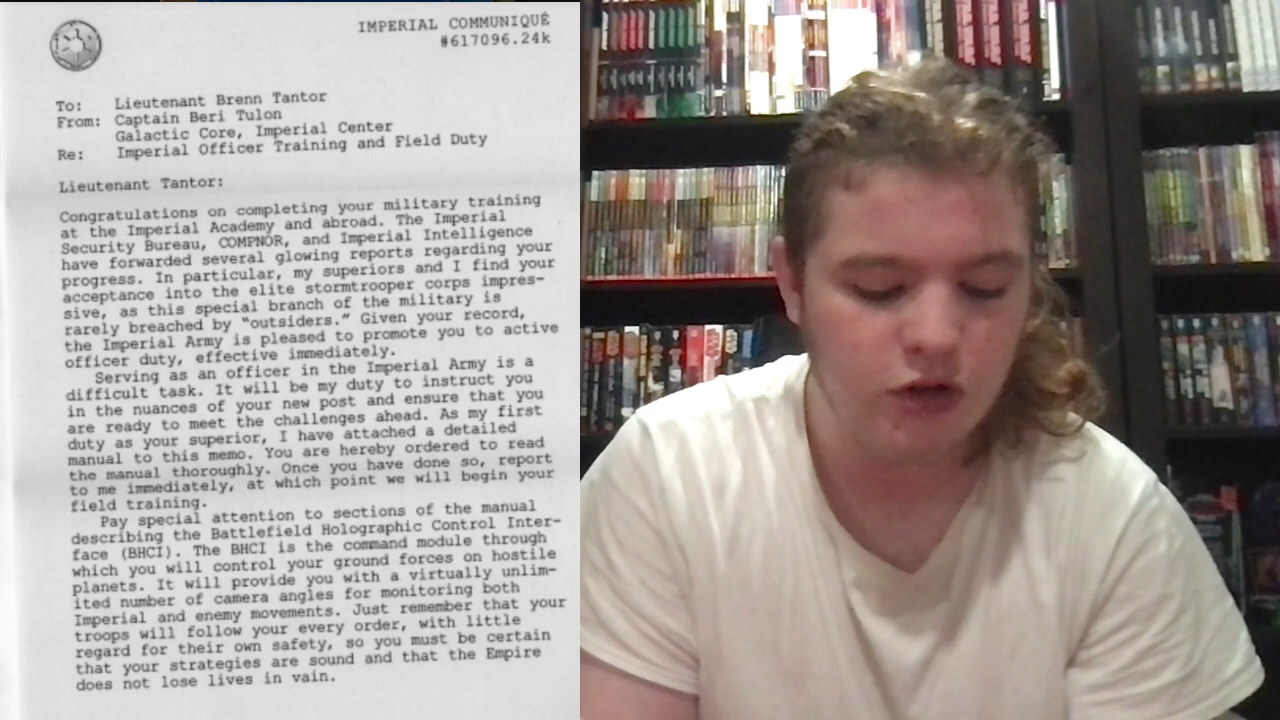 IMPERIAL COMMUNIQUÉ
#617096.24k
To: Lieutenant Brenn Tantor
From: Captain Beri Tulon
Galactic Core, Imperial Center
Re: Imperial Officer Training and Field Duty
Lieutenant Tantor:
Congratulations on completing your military training
at the Imperial Academy and abroad. The Imperial
Security Bureau, COMPNOR, and Imperial Intelligence
have forwarded several glowing reports regarding your
progress. In particular, my superiors and I find your
acceptance into the elite stormtrooper corps impres-
sive, as this special branch of the military is
rarely breached by “outsiders.” Given your record,
the Imperial Army is pleased to promote you to active
officer duty, effective immediately.
Serving as an officer in the Imperial Army is a
difficult task. It will be my duty to instruct you
in the nuances of your new post and ensure that you
are ready to meet the challenges ahead. As my first
duty as your superior, I have attached a detailed
manual to this memo. You are hereby ordered to read
the manual thoroughly. Once you have done so, report
to me immediately, at which point we will begin your
field training.
Pay special attention to sections of the manual
describing the Battlefield Holographic Control Inter-
face (BHCI). The BHCI is the command module through
which you will control your ground forces on hostile
planets. It will provide you with a virtually unlim-
ited number of camera angles for monitoring both
Imperial and enemy movements. Just remember that your
troops will follow your every order, with little
regard for their own safety, so you must be certain
that your strategies are sound and that the Empire
does not lose lives in vain.